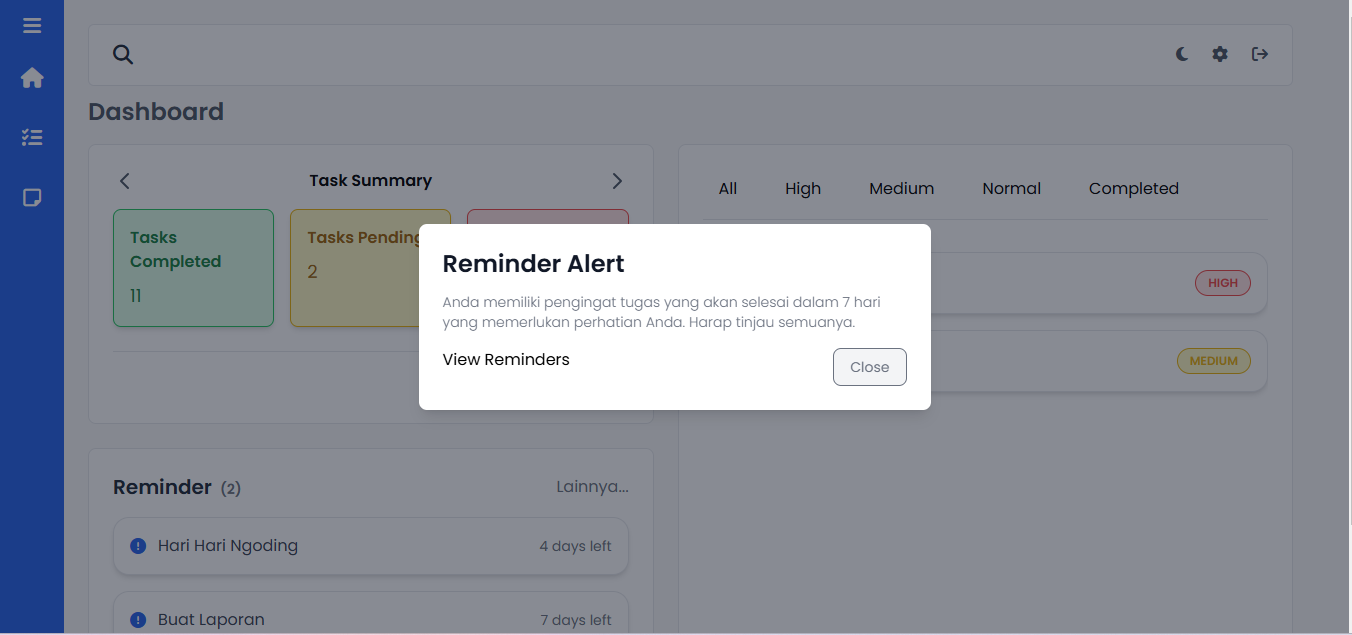 Dashboard
Task Summary
Tasks
Completed
11
Tasks Pending
2
All High Medium Normal Completed
HIGH
MEDIUM
Reminder Alert
Anda memiliki pengingat tugas yang akan selesai dalam 7 hari
yang memerlukan perhatian Anda. Harap tinjau semuanya.
View Reminders
Close
Reminder (2)
Lainnya...
Hari Hari Ngoding
4 days left
Buat Laporan
7 days left